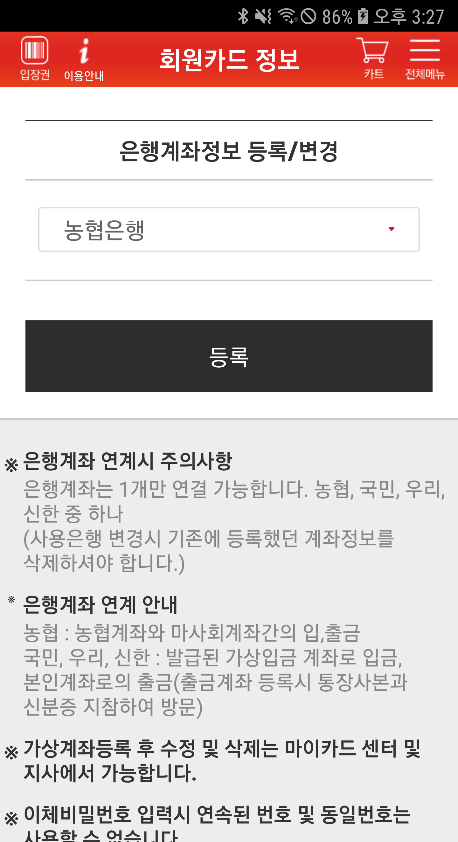 86% 오후 3:27
입장권 이용안내 회원카드 정보 카트 전체메뉴
은행계좌정보 등록/변경
농협은행
등록
※ 은행계좌 연계시 주의사항
은행계좌는 1개만 연결 가능합니다. 농협, 국민, 우리,
신한 중 하나
(사용은행 변경시 기존에 등록했던 계좌정보를
삭제하셔야 합니다.)
* 은행계좌 연계 안내
농협 : 농협계좌와 마사회계좌간의 입,출금
국민, 우리, 신한 : 발급된 가상입금 계좌로 입금,
본인계좌로의 출금(출금계좌 등록시 통장사본과
신분증 지참하여 방문)
※ 가상계좌등록 후 수정 및 삭제는 마이카드 센터 및
지사에서 가능합니다.
※ 이체비밀번호 입력시 연속된 번호 및 동일번호는
사용할 수 없습니다